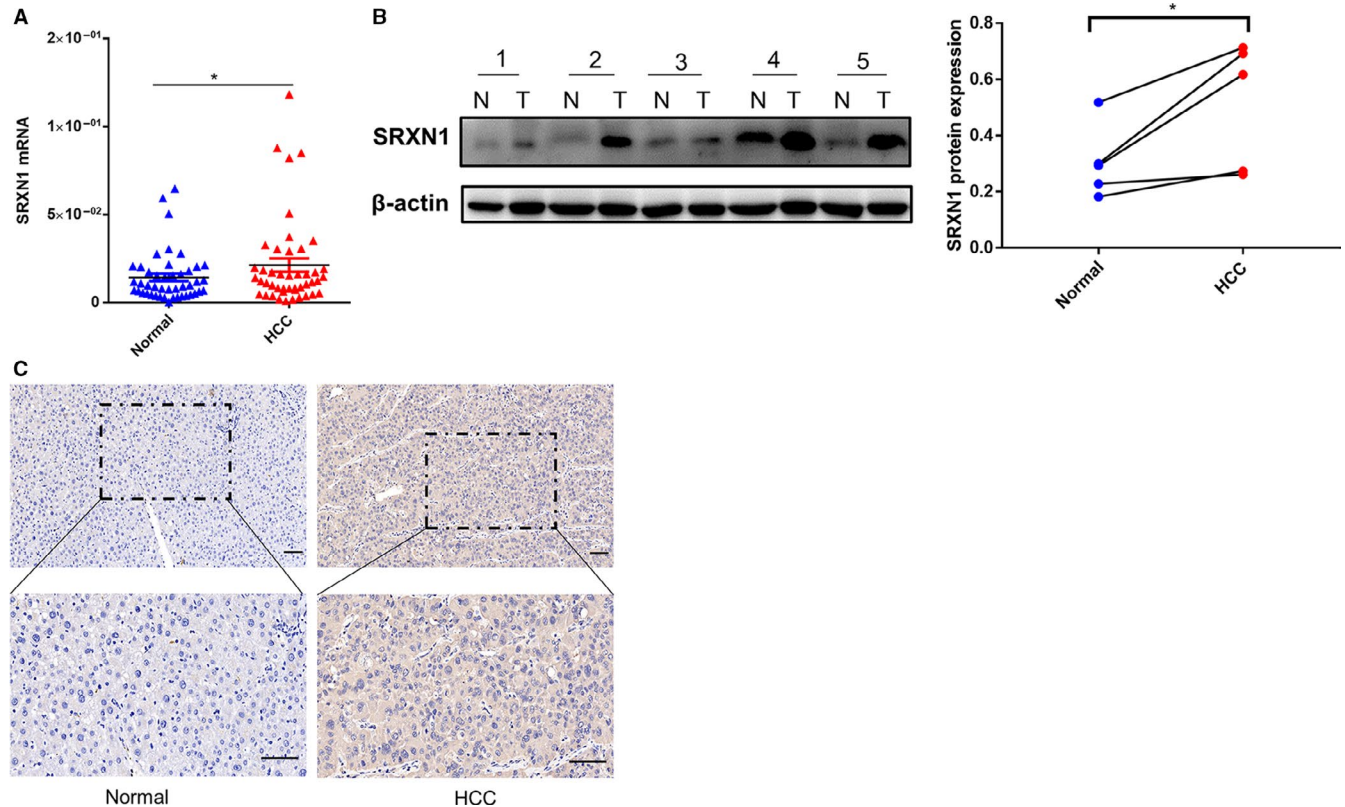 A
2×10⁻⁰¹
1×10⁻⁰¹
5×10⁻⁰²
0
SRXN1 mRNA
*
Normal
HCC
B
1 2 3 4 5
N T N T N T N T N T
SRXN1
β-actin
SRXN1 protein expression
0.8
0.6
0.4
0.2
0.0
*
Normal
HCC
C
Normal
HCC